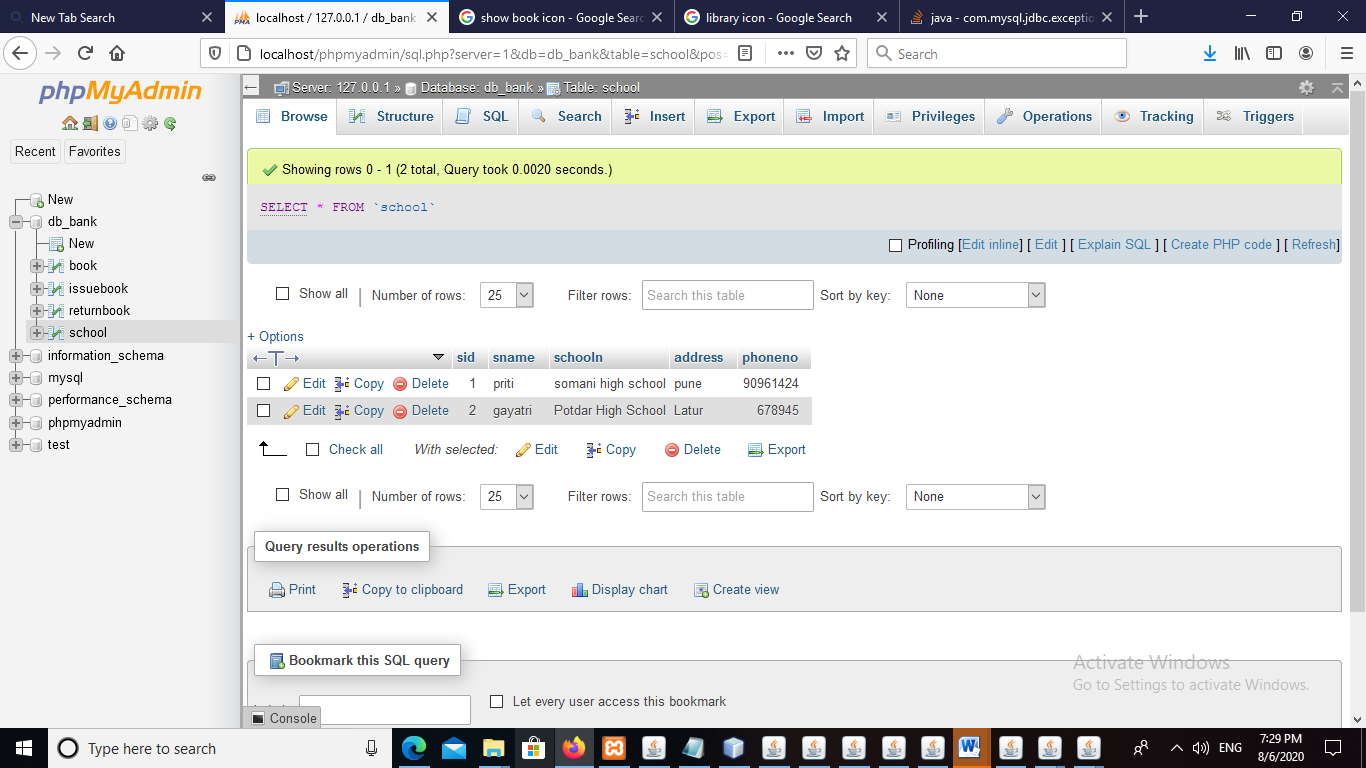 New Tab Search
localhost / 127.0.0.1 / db_bank
show book icon - Google Searc
library icon - Google Search
java - com.mysql.jdbc.exceptio
localhost/phpmyadmin/sql.php?server=1&db=db_bank&table=school&pos=
Search
phpMyAdmin
Recent Favorites
New
db_bank
New
book
issuebook
returnbook
school
information_schema
mysql
performance_schema
phpmyadmin
test
Server: 127.0.0.1 » Database: db_bank » Table: school
Browse Structure SQL Search Insert Export Import Privileges Operations Tracking Triggers
Showing rows 0 - 1 (2 total, Query took 0.0020 seconds.)
SELECT * FROM `school`
Profiling [Edit inline] [ Edit ] [ Explain SQL ] [ Create PHP code ] [ Refresh]
Show all | Number of rows: 25 Filter rows: Search this table Sort by key: None
+ Options
←T→ sid sname schooln address phoneno
Edit Copy Delete 1 priti somani high school pune 90961424
Edit Copy Delete 2 gayatri Potdar High School Latur 678945
Check all With selected: Edit Copy Delete Export
Show all | Number of rows: 25 Filter rows: Search this table Sort by key: None
Query results operations
Print Copy to clipboard Export Display chart Create view
Bookmark this SQL query
Let every user access this bookmark
Console
Activate Windows
Go to Settings to activate Windows.
Type here to search
ENG
7:29 PM
8/6/2020